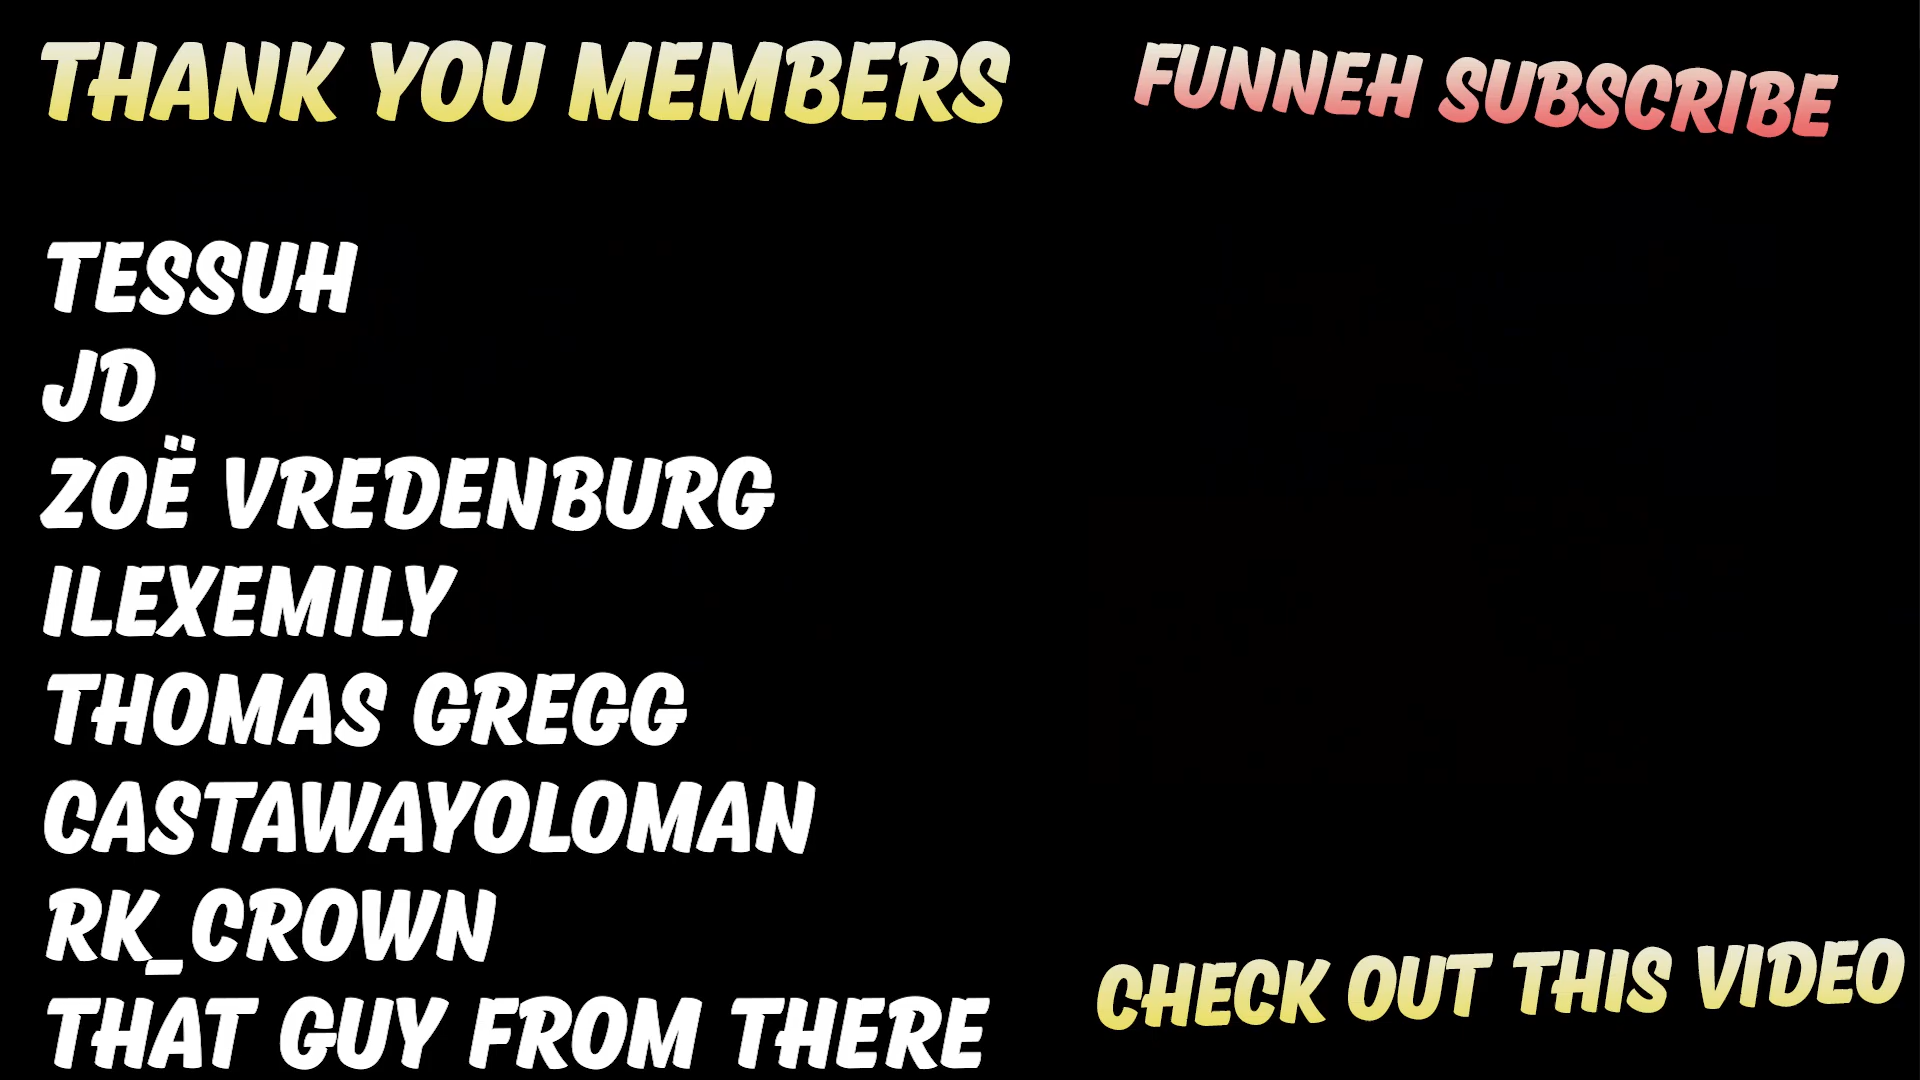 THANK YOU MEMBERS
FUNNEH SUBSCRIBE
TESSUH
JD
ZOË VREDENBURG
ILEXEMILY
THOMAS GREGG
CASTAWAYOLOMAN
RK_CROWN
THAT GUY FROM THERE
CHECK OUT THIS VIDEO